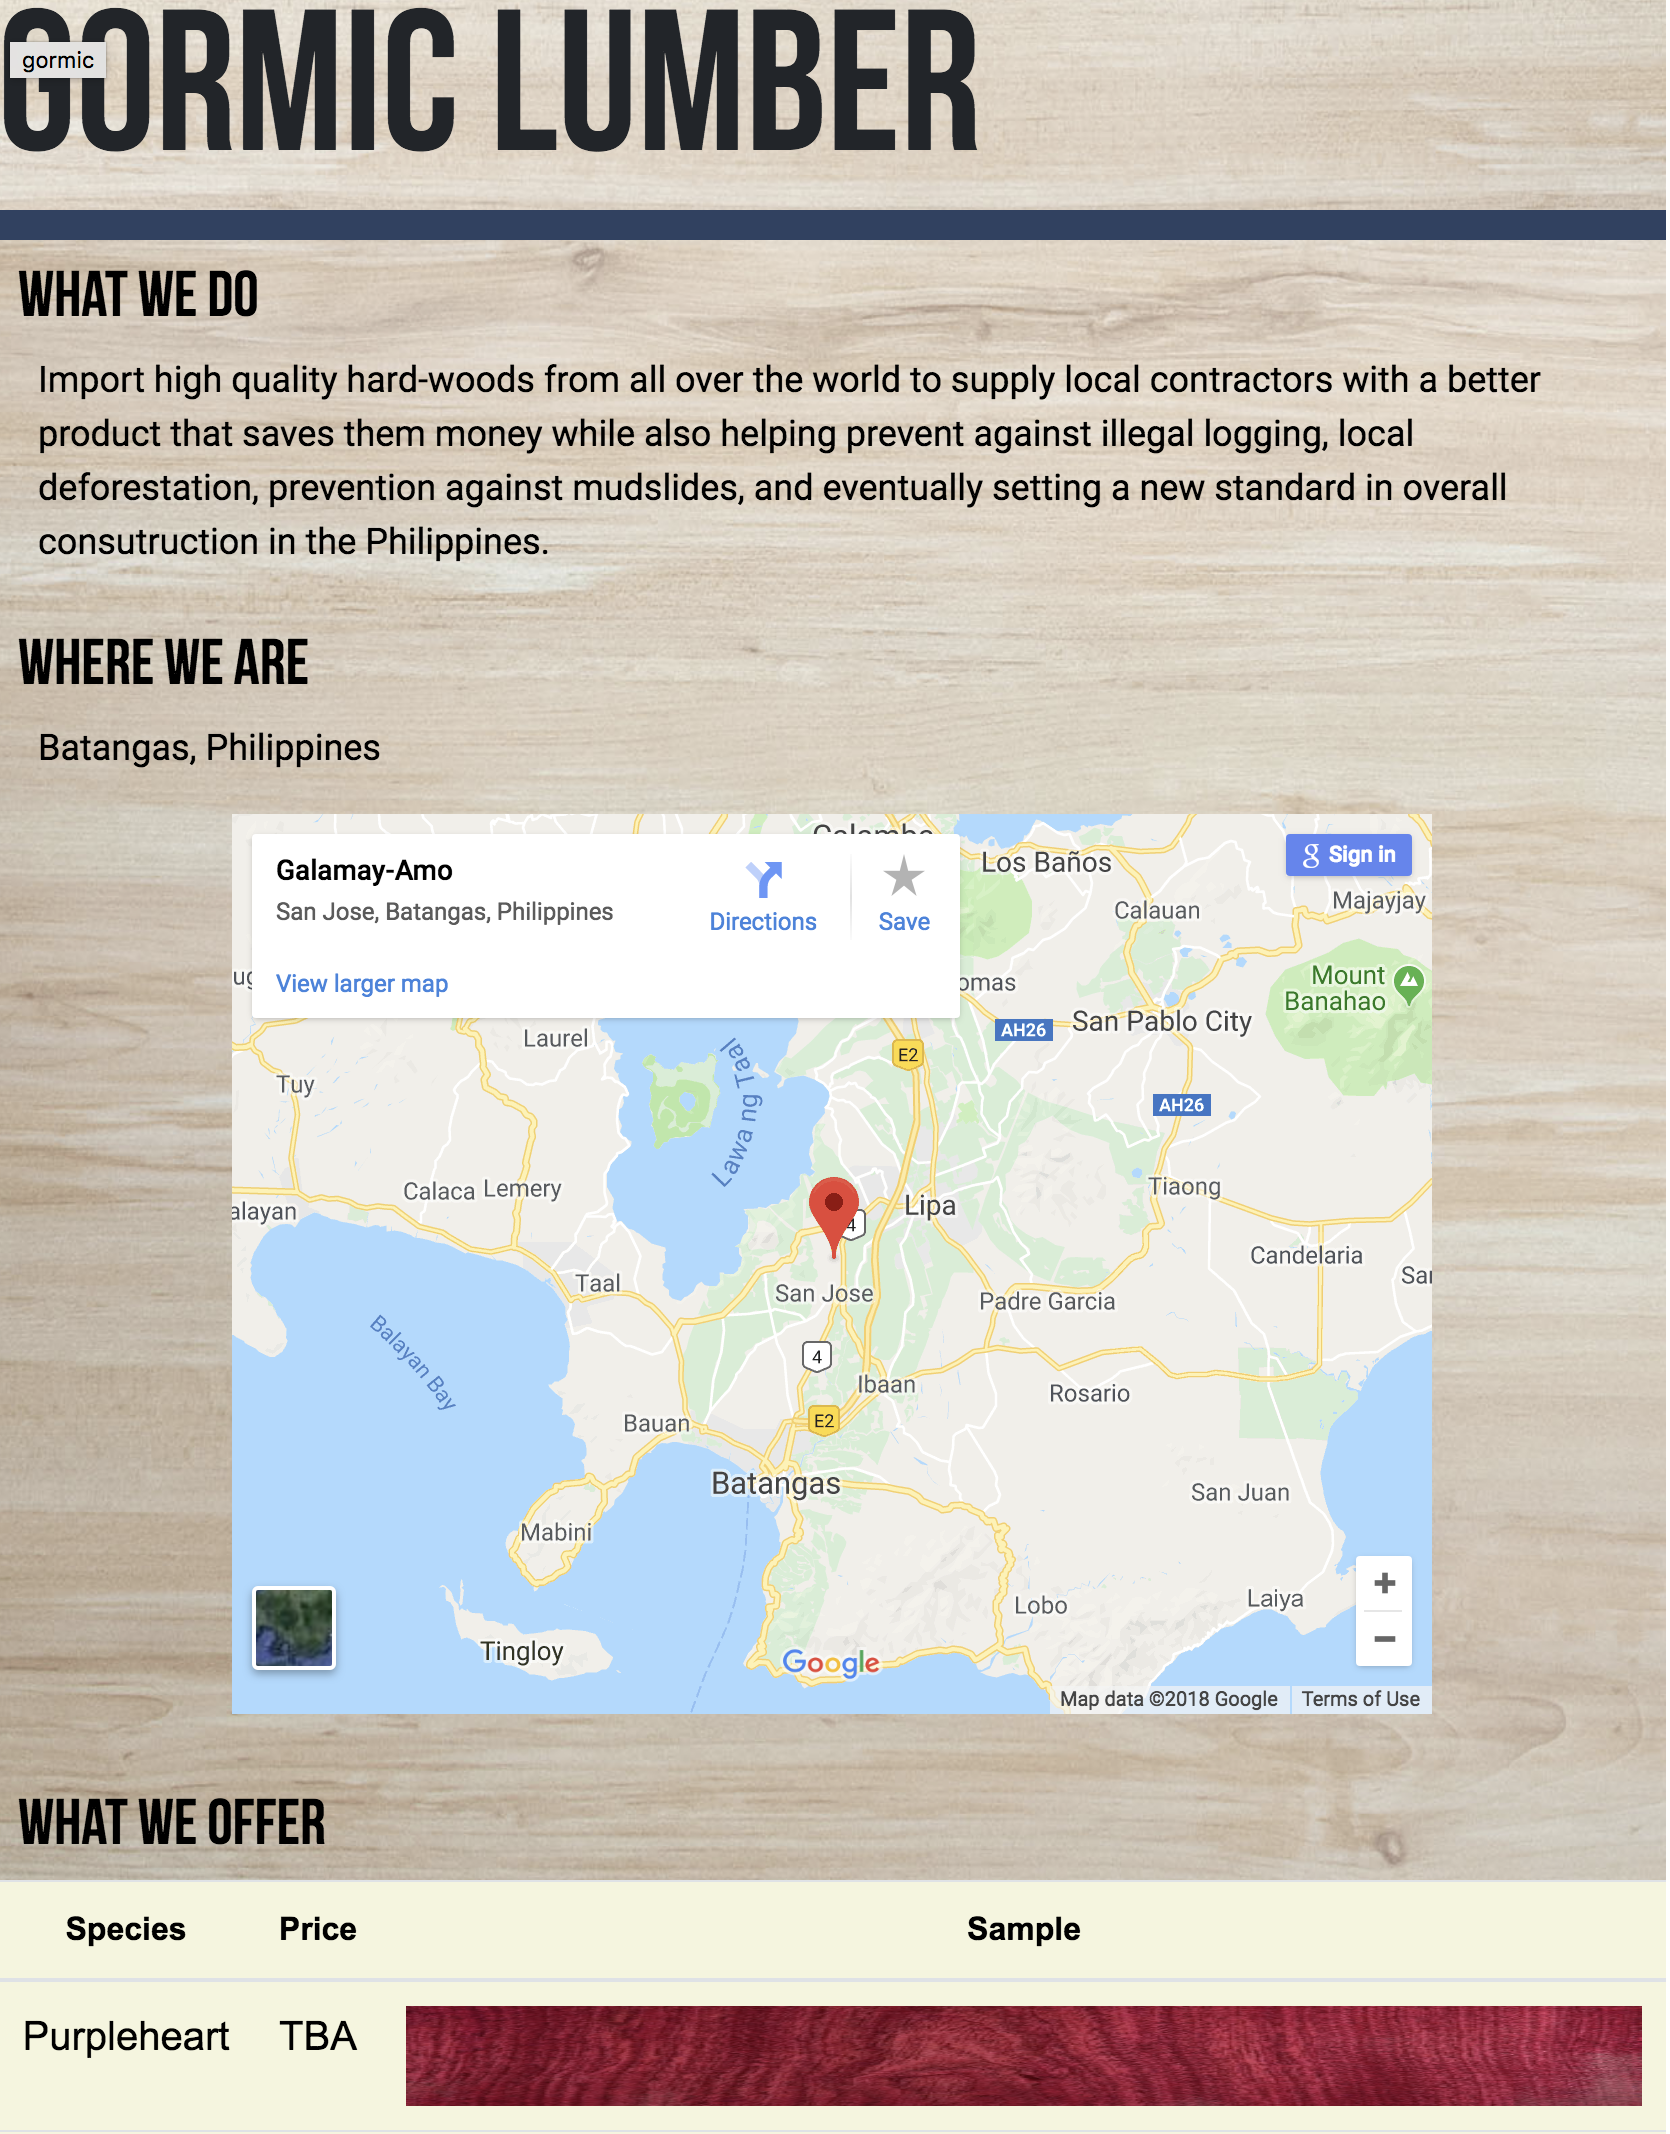 GORMIC LUMBER
gormic
WHAT WE DO
Import high quality hard-woods from all over the world to supply local contractors with a better
product that saves them money while also helping prevent against illegal logging, local
deforestation, prevention against mudslides, and eventually setting a new standard in overall
consutruction in the Philippines.
WHERE WE ARE
Batangas, Philippines
Galamay-Amo
San Jose, Batangas, Philippines
Directions
Save
View larger map
Sign in
Los Baños
Calauan
Majayjay
omas
Mount
Banahao
AH26
San Pablo City
Laurel
E2
Tuy
Lawa ng Taal
AH26
Calaca
Lemery
Tiaong
alayan
Lipa
4
Candelaria
Taal
San Jose
Padre Garcia
Balayan Bay
4
Ibaan
Rosario
Bauan
E2
Batangas
San Juan
Mabini
Lobo
Laiya
Tingloy
Google
Map data ©2018 Google
Terms of Use
WHAT WE OFFER
Species Price Sample
Purpleheart TBA